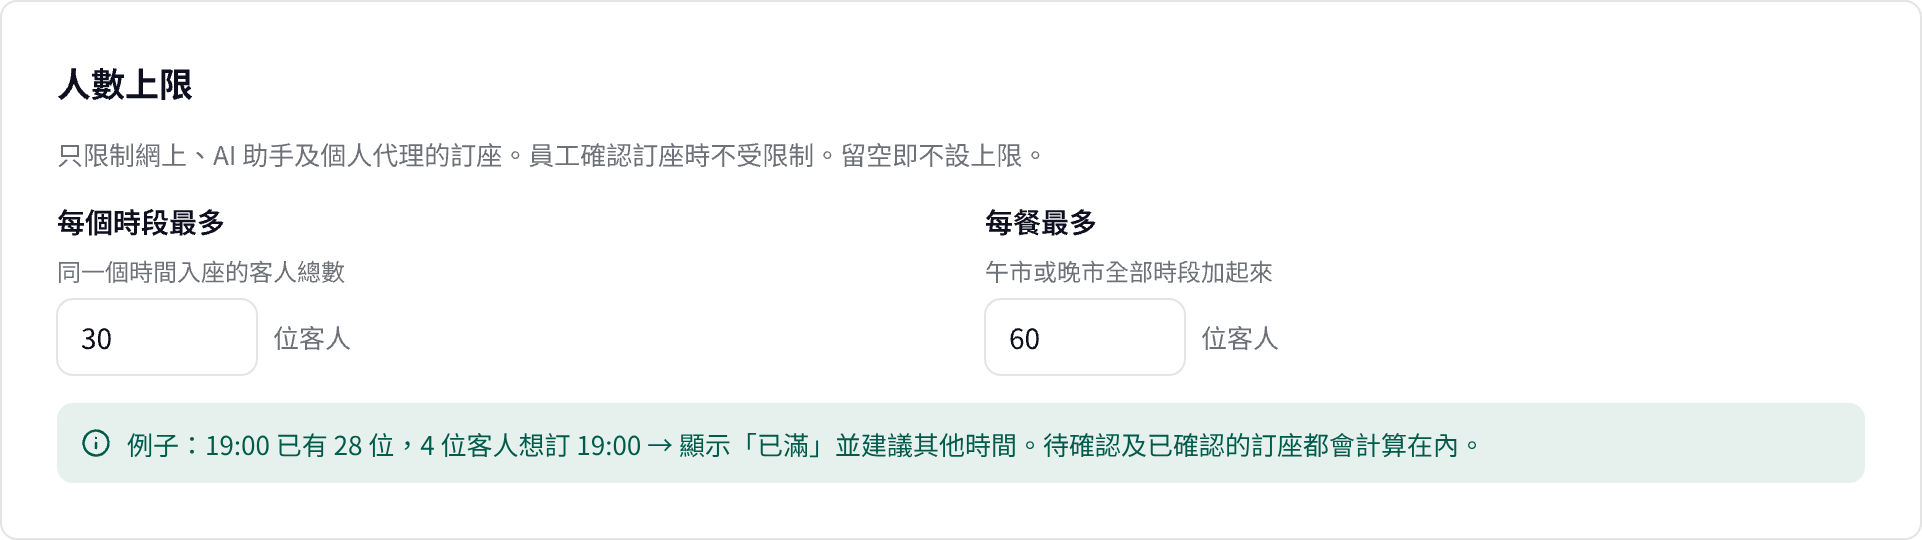 人數上限
只限制網上、AI 助手及個人代理的訂座。員工確認訂座時不受限制。留空即不設上限。
每個時段最多
同一個時間入座的客人總數
30 位客人
每餐最多
午市或晚市全部時段加起來
60 位客人
例子：19:00 已有 28 位，4 位客人想訂 19:00 → 顯示「已滿」並建議其他時間。待確認及已確認的訂座都會計算在內。